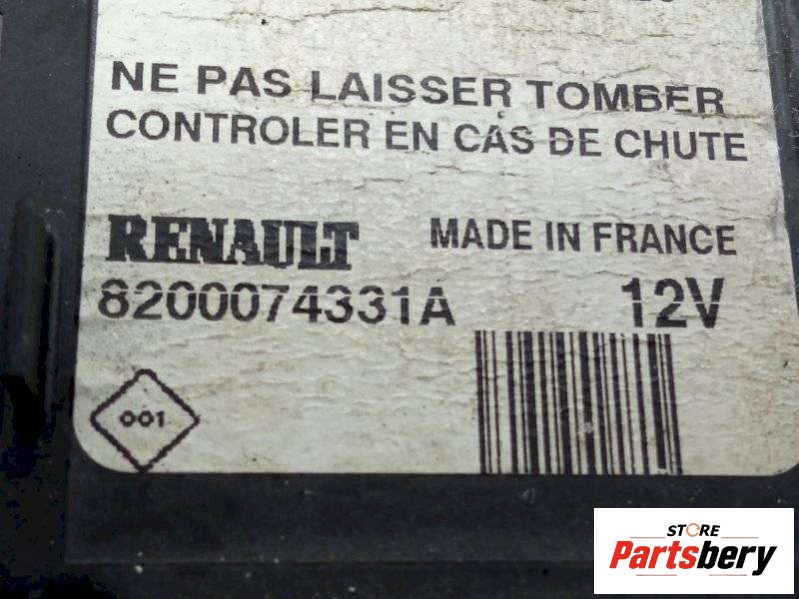 NE PAS LAISSER TOMBER
CONTROLER EN CAS DE CHUTE
RENAULT MADE IN FRANCE
8200074331A 12V
001
STORE
Partsbery